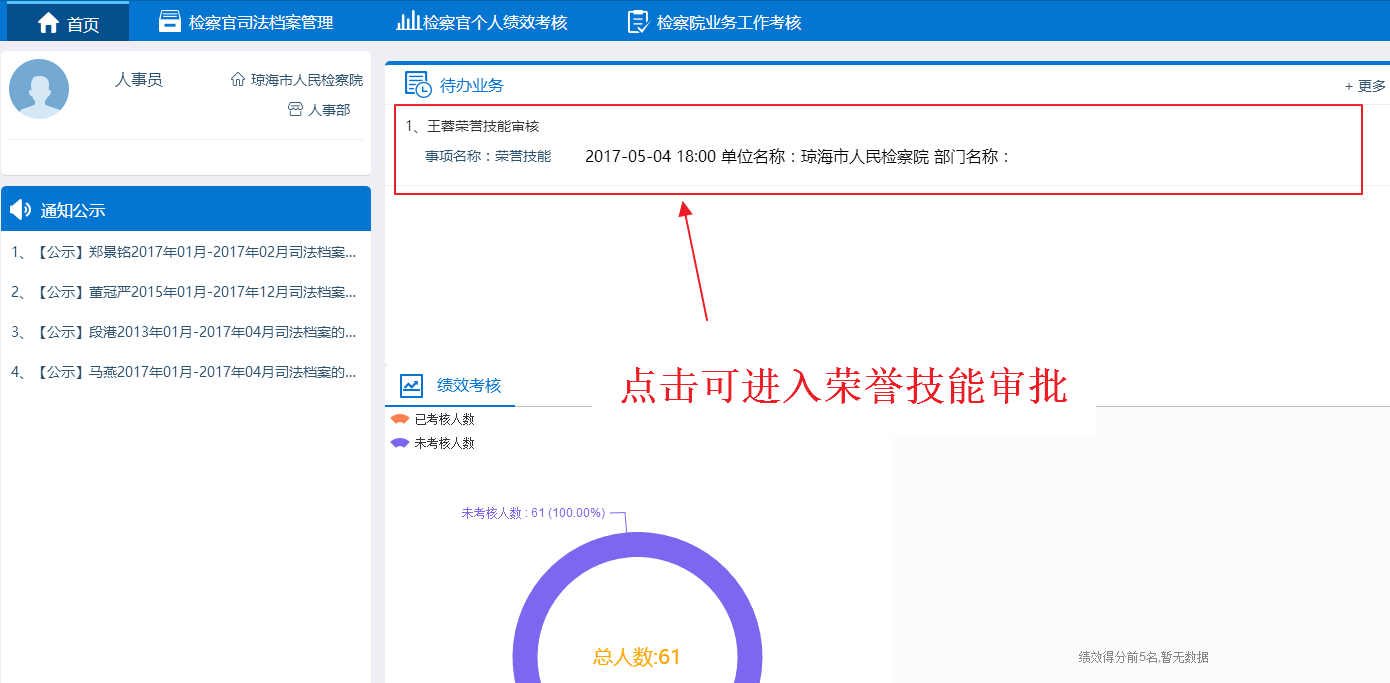 首页 检察官司法档案管理 检察官个人绩效考核 检察院业务工作考核
人事员 琼海市人民检察院
人事部
通知公示
1、【公示】郑景铭2017年01月-2017年02月司法档案...
2、【公示】董冠严2015年01月-2017年12月司法档案...
3、【公示】段港2013年01月-2017年04月司法档案的...
4、【公示】马燕2017年01月-2017年04月司法档案的...
待办业务 + 更多
1、王蓉荣誉技能审核
事项名称：荣誉技能 2017-05-04 18:00 单位名称：琼海市人民检察院 部门名称：
点击可进入荣誉技能审批
绩效考核
已考核人数
未考核人数
未考核人数 : 61 (100.00%)
总人数:61
绩效得分前5名,暂无数据